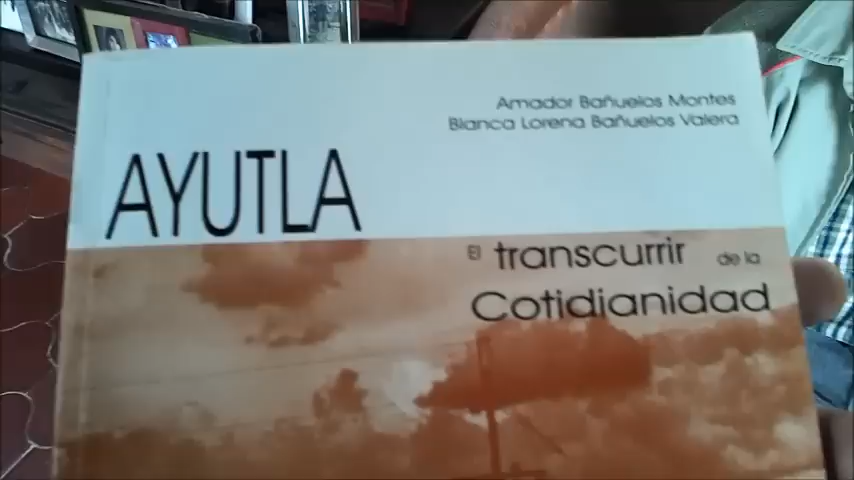 Amador Bañuelos Montes
Blanca Lorena Bañuelos Valera
AYUTLA
El transcurrir de la
Cotidianidad